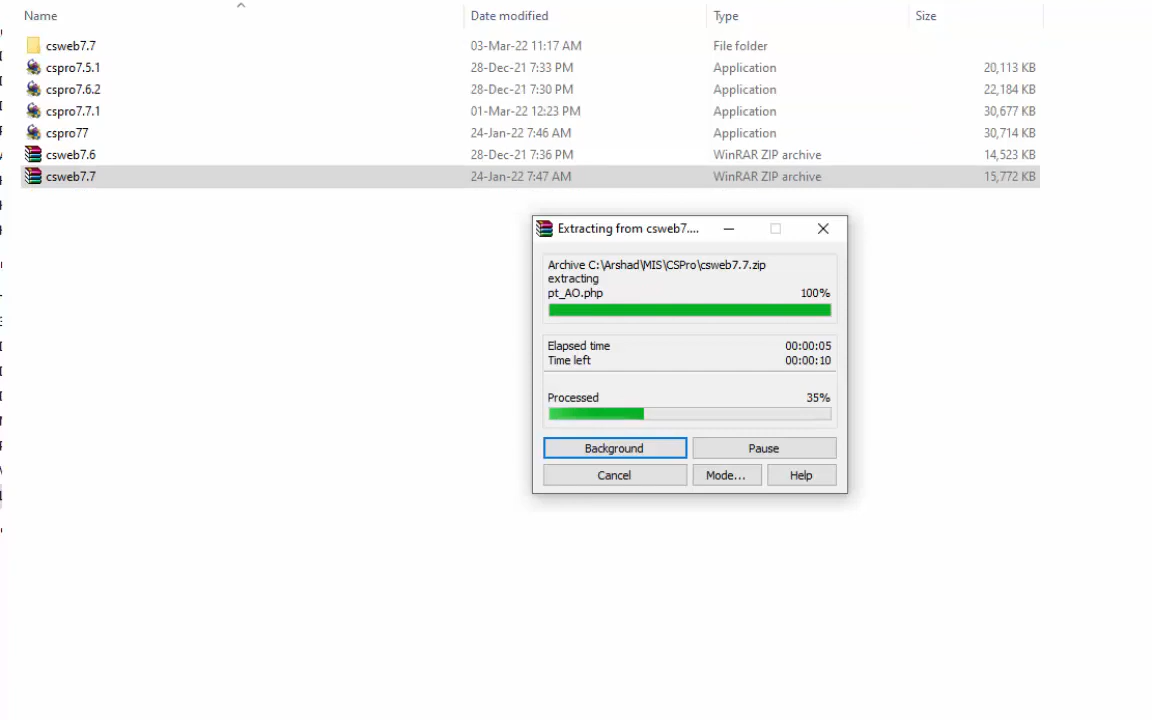 Name Date modified Type Size
csweb7.7 03-Mar-22 11:17 AM File folder
cspro7.5.1 28-Dec-21 7:33 PM Application 20,113 KB
cspro7.6.2 28-Dec-21 7:30 PM Application 22,184 KB
cspro7.7.1 01-Mar-22 12:23 PM Application 30,677 KB
cspro77 24-Jan-22 7:46 AM Application 30,714 KB
csweb7.6 28-Dec-21 7:36 PM WinRAR ZIP archive 14,523 KB
csweb7.7 24-Jan-22 7:47 AM WinRAR ZIP archive 15,772 KB
Extracting from csweb7....
Archive C:\Arshad\MIS\CSPro\csweb7.7.zip
extracting
pt_AO.php 100%
Elapsed time 00:00:05
Time left 00:00:10
Processed 35%
Background Pause
Cancel Mode... Help